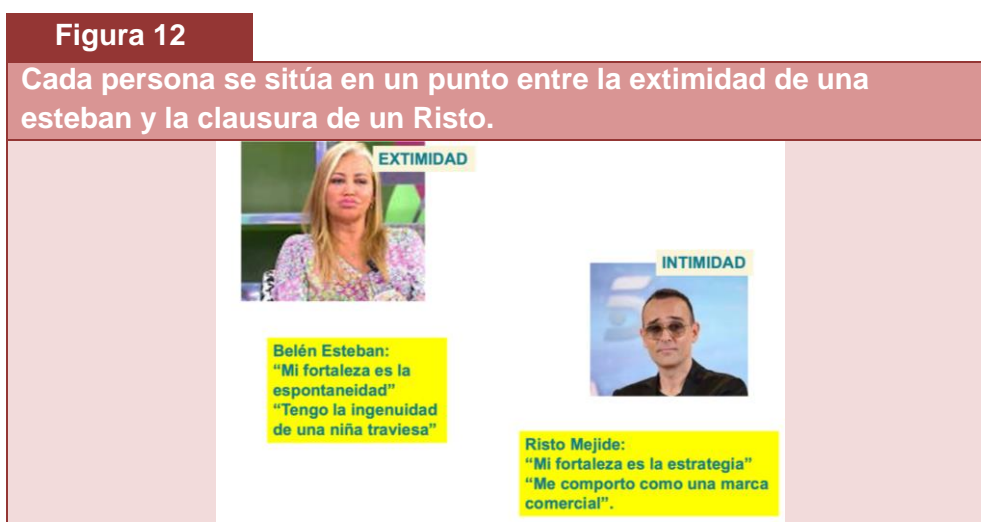 Figura 12
Cada persona se sitúa en un punto entre la extimidad de una
esteban y la clausura de un Risto.
EXTIMIDAD
INTIMIDAD
Belén Esteban:
“Mi fortaleza es la
espontaneidad”
“Tengo la ingenuidad
de una niña traviesa”
Risto Mejide:
“Mi fortaleza es la estrategia”
“Me comporto como una marca
comercial”.